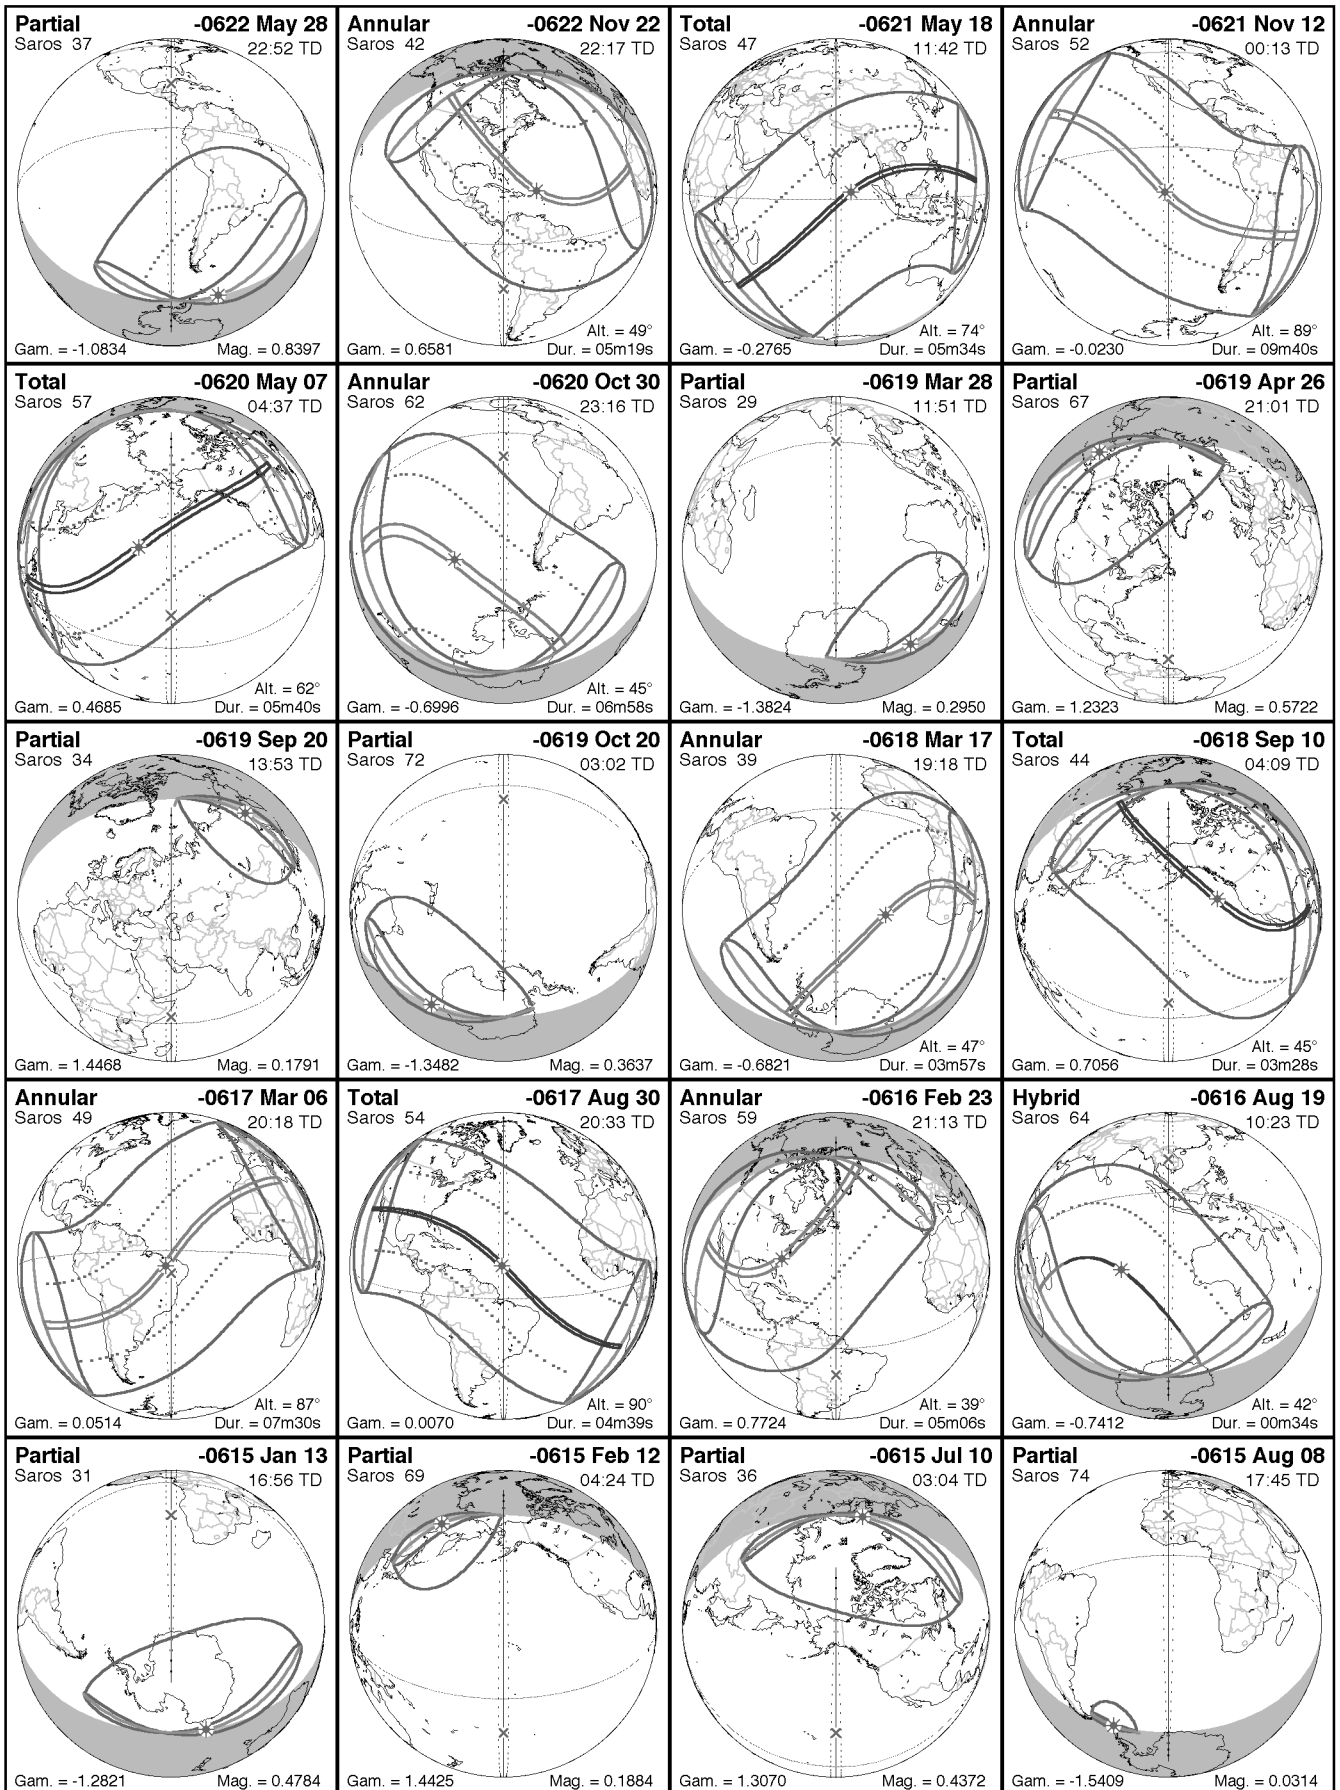 Partial -0622 May 28
Saros 37 22:52 TD
Gam. = -1.0834 Mag. = 0.8397
Annular -0622 Nov 22
Saros 42 22:17 TD
Alt. = 49°
Gam. = 0.6581 Dur. = 05m19s
Total -0621 May 18
Saros 47 11:42 TD
Alt. = 74°
Gam. = -0.2765 Dur. = 05m34s
Annular -0621 Nov 12
Saros 52 00:13 TD
Alt. = 89°
Gam. = -0.0230 Dur. = 09m40s
Total -0620 May 07
Saros 57 04:37 TD
Alt. = 62°
Gam. = 0.4685 Dur. = 05m40s
Annular -0620 Oct 30
Saros 62 23:16 TD
Alt. = 45°
Gam. = -0.6996 Dur. = 06m58s
Partial -0619 Mar 28
Saros 29 11:51 TD
Gam. = -1.3824 Mag. = 0.2950
Partial -0619 Apr 26
Saros 67 21:01 TD
Gam. = 1.2323 Mag. = 0.5722
Partial -0619 Sep 20
Saros 34 13:53 TD
Gam. = 1.4468 Mag. = 0.1791
Partial -0619 Oct 20
Saros 72 03:02 TD
Gam. = -1.3482 Mag. = 0.3637
Annular -0618 Mar 17
Saros 39 19:18 TD
Alt. = 47°
Gam. = -0.6821 Dur. = 03m57s
Total -0618 Sep 10
Saros 44 04:09 TD
Alt. = 45°
Gam. = 0.7056 Dur. = 03m28s
Annular -0617 Mar 06
Saros 49 20:18 TD
Alt. = 87°
Gam. = 0.0514 Dur. = 07m30s
Total -0617 Aug 30
Saros 54 20:33 TD
Alt. = 90°
Gam. = 0.0070 Dur. = 04m39s
Annular -0616 Feb 23
Saros 59 21:13 TD
Alt. = 39°
Gam. = 0.7724 Dur. = 05m06s
Hybrid -0616 Aug 19
Saros 64 10:23 TD
Alt. = 42°
Gam. = -0.7412 Dur. = 00m34s
Partial -0615 Jan 13
Saros 31 16:56 TD
Gam. = -1.2821 Mag. = 0.4784
Partial -0615 Feb 12
Saros 69 04:24 TD
Gam. = 1.4425 Mag. = 0.1884
Partial -0615 Jul 10
Saros 36 03:04 TD
Gam. = 1.3070 Mag. = 0.4372
Partial -0615 Aug 08
Saros 74 17:45 TD
Gam. = -1.5409 Mag. = 0.0314